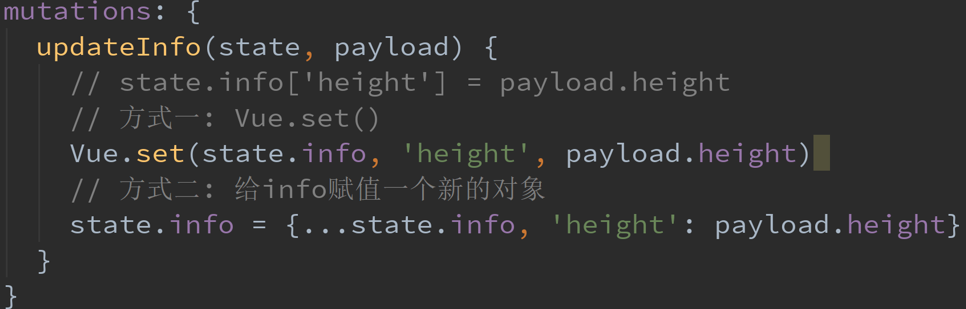 mutations: {
updateInfo(state, payload) {
// state.info['height'] = payload.height
// 方式一: Vue.set()
Vue.set(state.info, 'height', payload.height)
// 方式二: 给info赋值一个新的对象
state.info = {...state.info, 'height': payload.height}
}
}